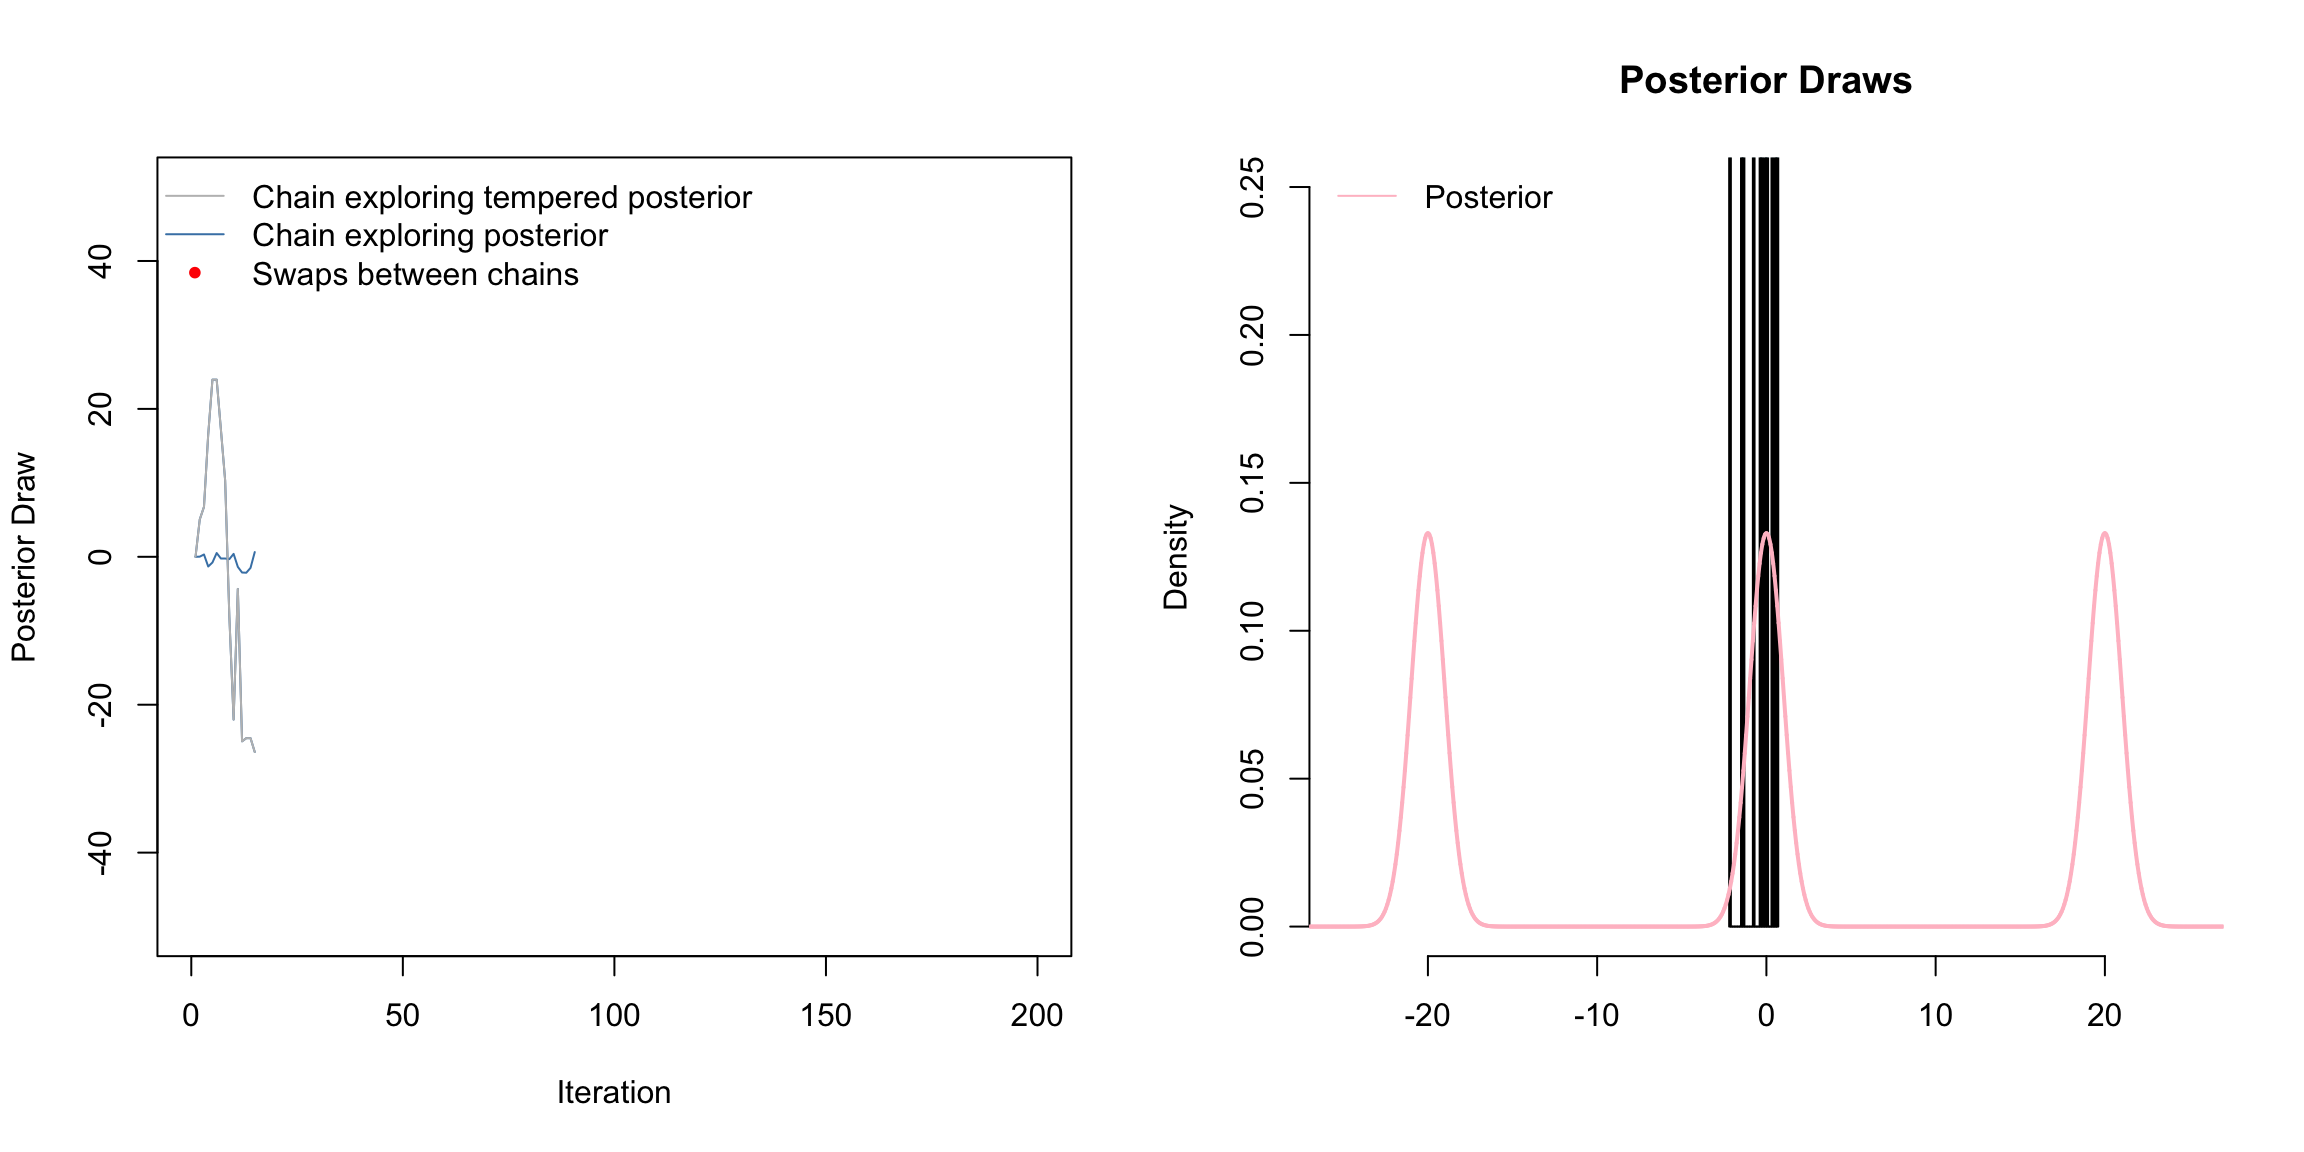 Chain exploring tempered posterior
Chain exploring posterior
Swaps between chains
Posterior Draw
40
20
0
-20
-40
0 50 100 150 200
Iteration
Posterior Draws
Posterior
Density
0.25
0.20
0.15
0.10
0.05
0.00
-20 -10 0 10 20